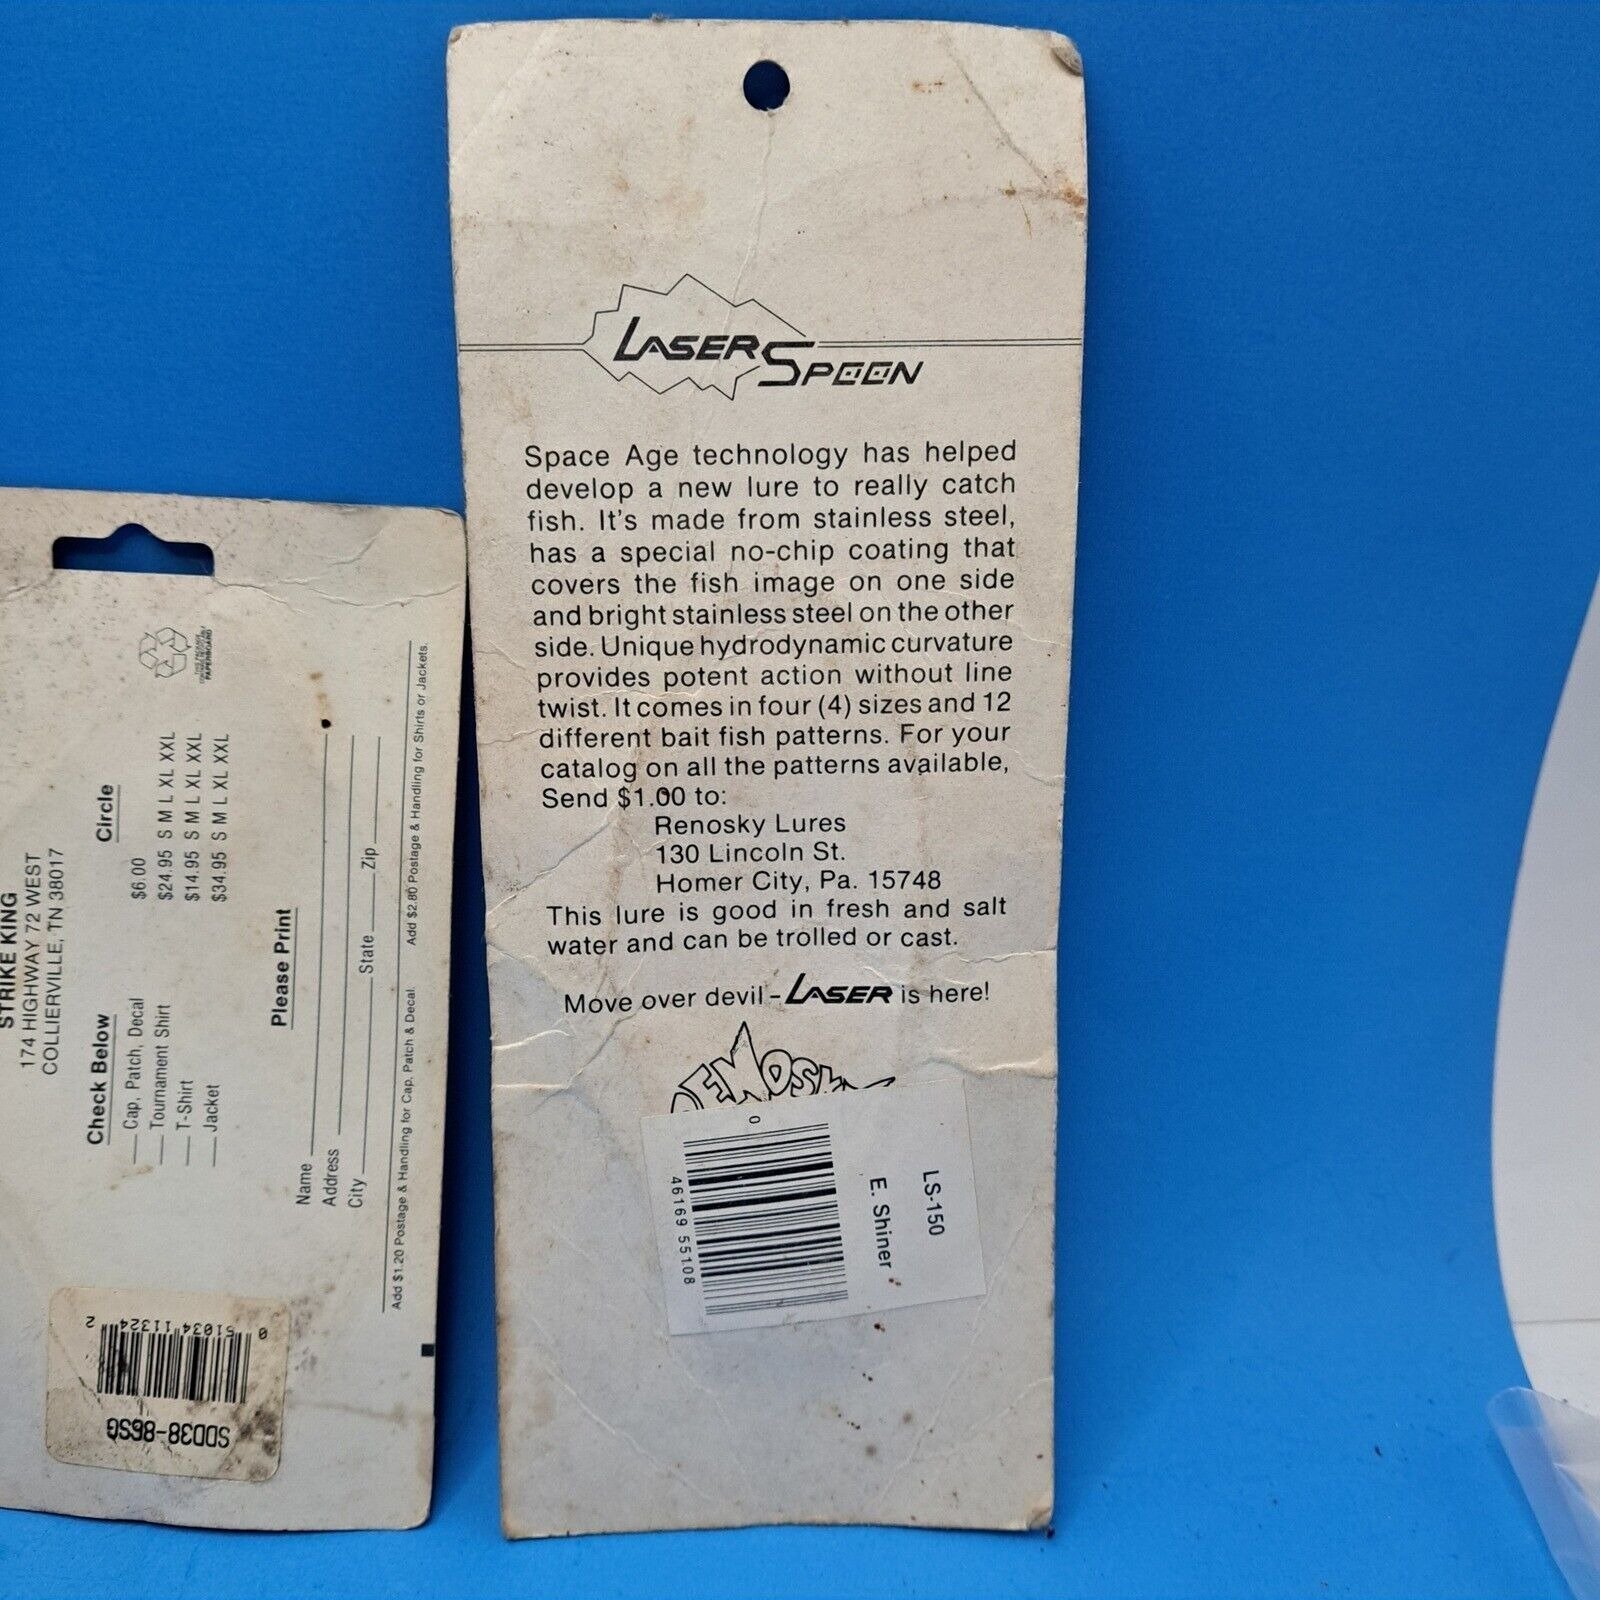 STRIKE KING
174 HIGHWAY 72 WEST
COLLIERVILLE, TN 38017
Check Below
Circle
Cap, Patch, Decal $6.00
Tournament Shirt $24.95 S M L XL XXL
T-Shirt $14.95 S M L XL XXL
Jacket $34.95 S M L XL XXL
Please Print
Name
Address
City State Zip
Add $1.20 Postage & Handling for Cap, Patch & Decal. Add $2.80 Postage & Handling for Shirts or Jackets.
PAPERBOARD
0 51034 11324 2
SDD38-86SG
LASER SPOON
Space Age technology has helped
develop a new lure to really catch
fish. It's made from stainless steel,
has a special no-chip coating that
covers the fish image on one side
and bright stainless steel on the other
side. Unique hydrodynamic curvature
provides potent action without line
twist. It comes in four (4) sizes and 12
different bait fish patterns. For your
catalog on all the patterns available,
Send $1.00 to:
Renosky Lures
130 Lincoln St.
Homer City, Pa. 15748
This lure is good in fresh and salt
water and can be trolled or cast.
Move over devil - LASER is here!
RENOSKY
LS-150
E. Shiner
0
46169 55108